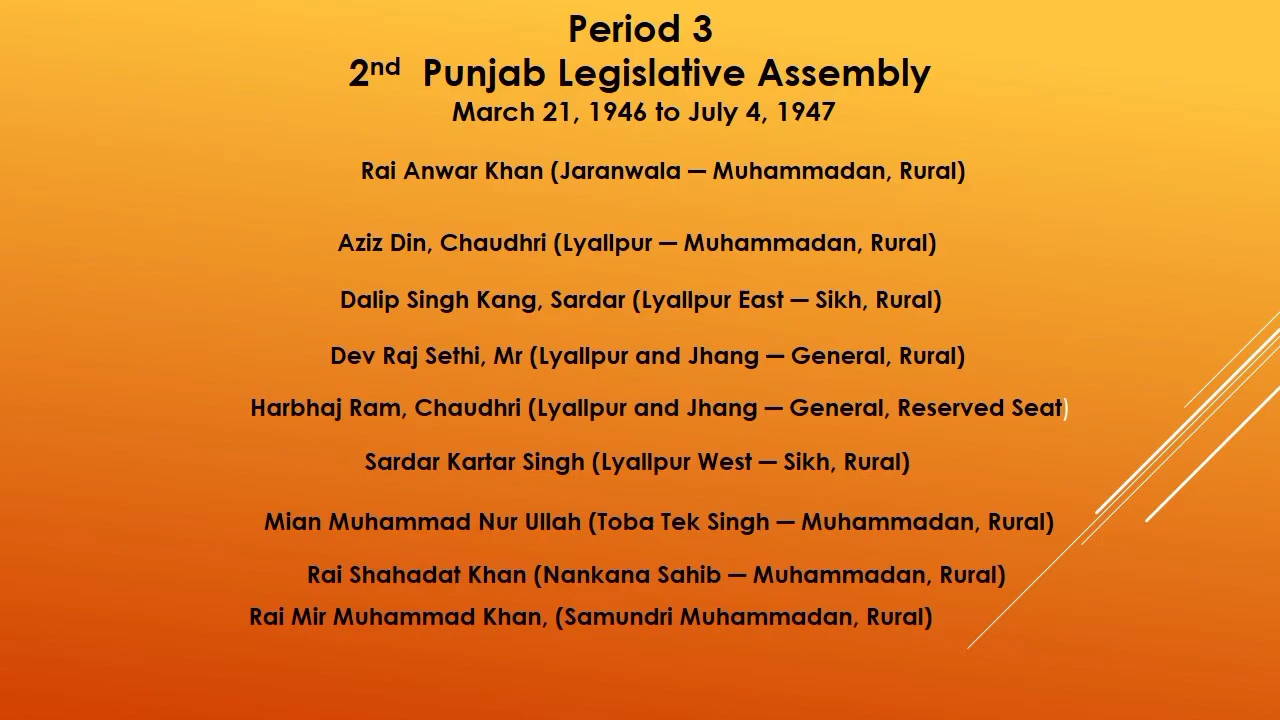 Period 3
2nd Punjab Legislative Assembly
March 21, 1946 to July 4, 1947
Rai Anwar Khan (Jaranwala — Muhammadan, Rural)
Aziz Din, Chaudhri (Lyallpur — Muhammadan, Rural)
Dalip Singh Kang, Sardar (Lyallpur East — Sikh, Rural)
Dev Raj Sethi, Mr (Lyallpur and Jhang — General, Rural)
Harbhaj Ram, Chaudhri (Lyallpur and Jhang — General, Reserved Seat)
Sardar Kartar Singh (Lyallpur West — Sikh, Rural)
Mian Muhammad Nur Ullah (Toba Tek Singh — Muhammadan, Rural)
Rai Shahadat Khan (Nankana Sahib — Muhammadan, Rural)
Rai Mir Muhammad Khan, (Samundri Muhammadan, Rural)